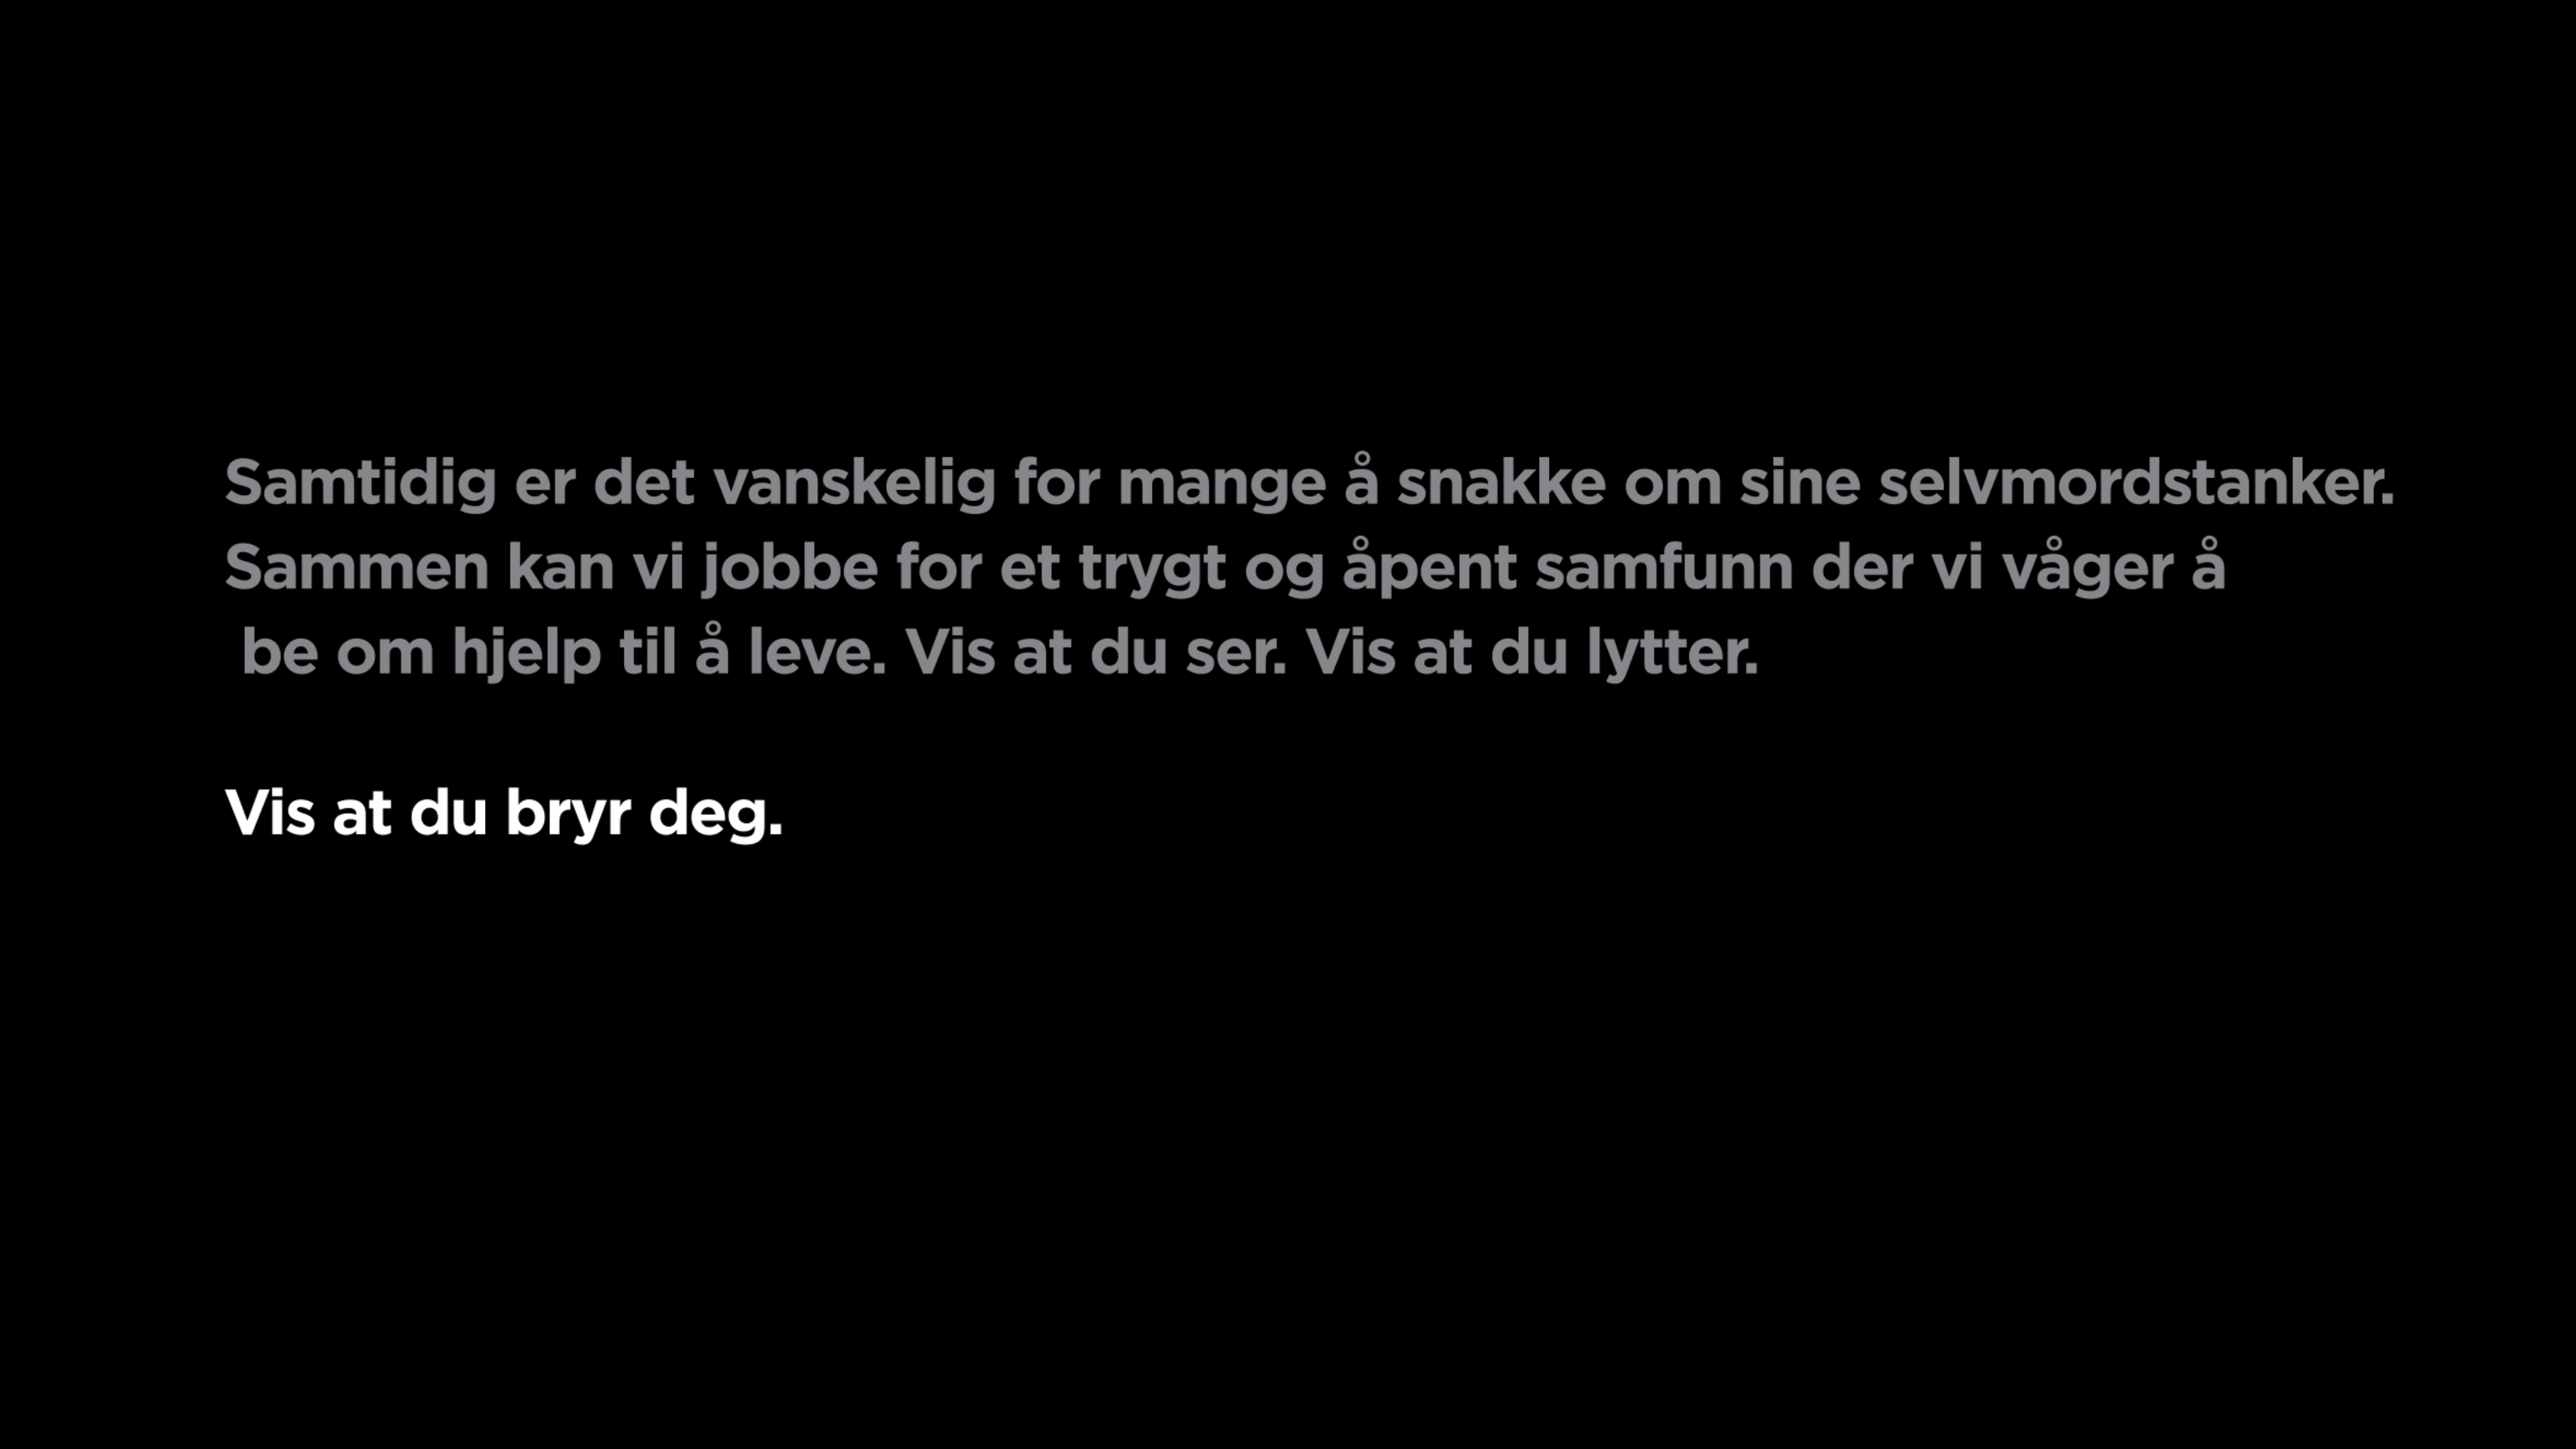 Samtidig er det vanskelig for mange å snakke om sine selvmordstanker.
Sammen kan vi jobbe for et trygt og åpent samfunn der vi våger å
be om hjelp til å leve. Vis at du ser. Vis at du lytter.
Vis at du bryr deg.